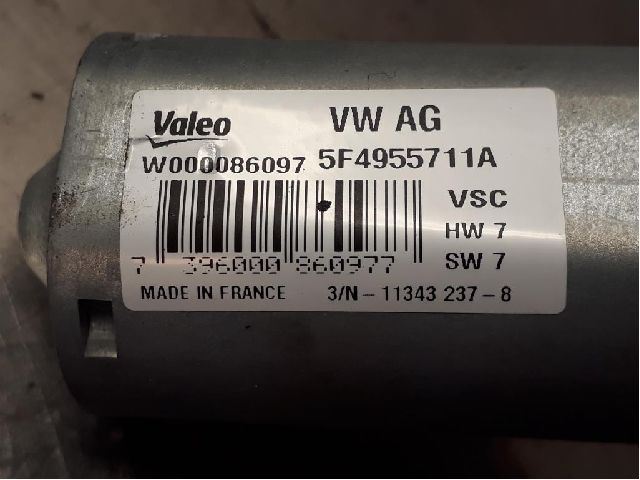 Valeo VW AG
W000086097 5F4955711A
VSC
HW 7
7 396000 860977 SW 7
MADE IN FRANCE 3/N - 11343 237 - 8